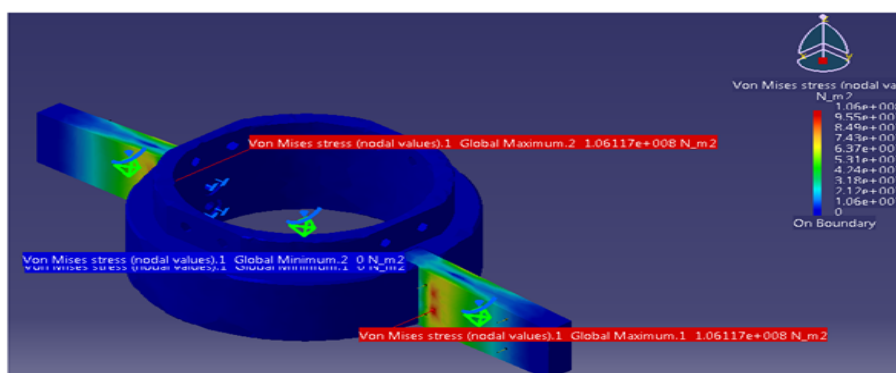 Von Mises stress (nodal va
N_m2
1.06e+00
9.55e+00
8.49e+00
7.43e+00
6.37e+00
5.31e+00
4.24e+00
3.18e+00
2.12e+00
1.06e+00
0
On Boundary
Von Mises stress (nodal values).1 Global Maximum.2 1.06117e+008 N_m2
Von Mises stress (nodal values).1 Global Minimum.2 0 N_m2
Von Mises stress (nodal values).1 Global Minimum.1 0 N_m2
Von Mises stress (nodal values).1 Global Maximum.1 1.06117e+008 N_m2